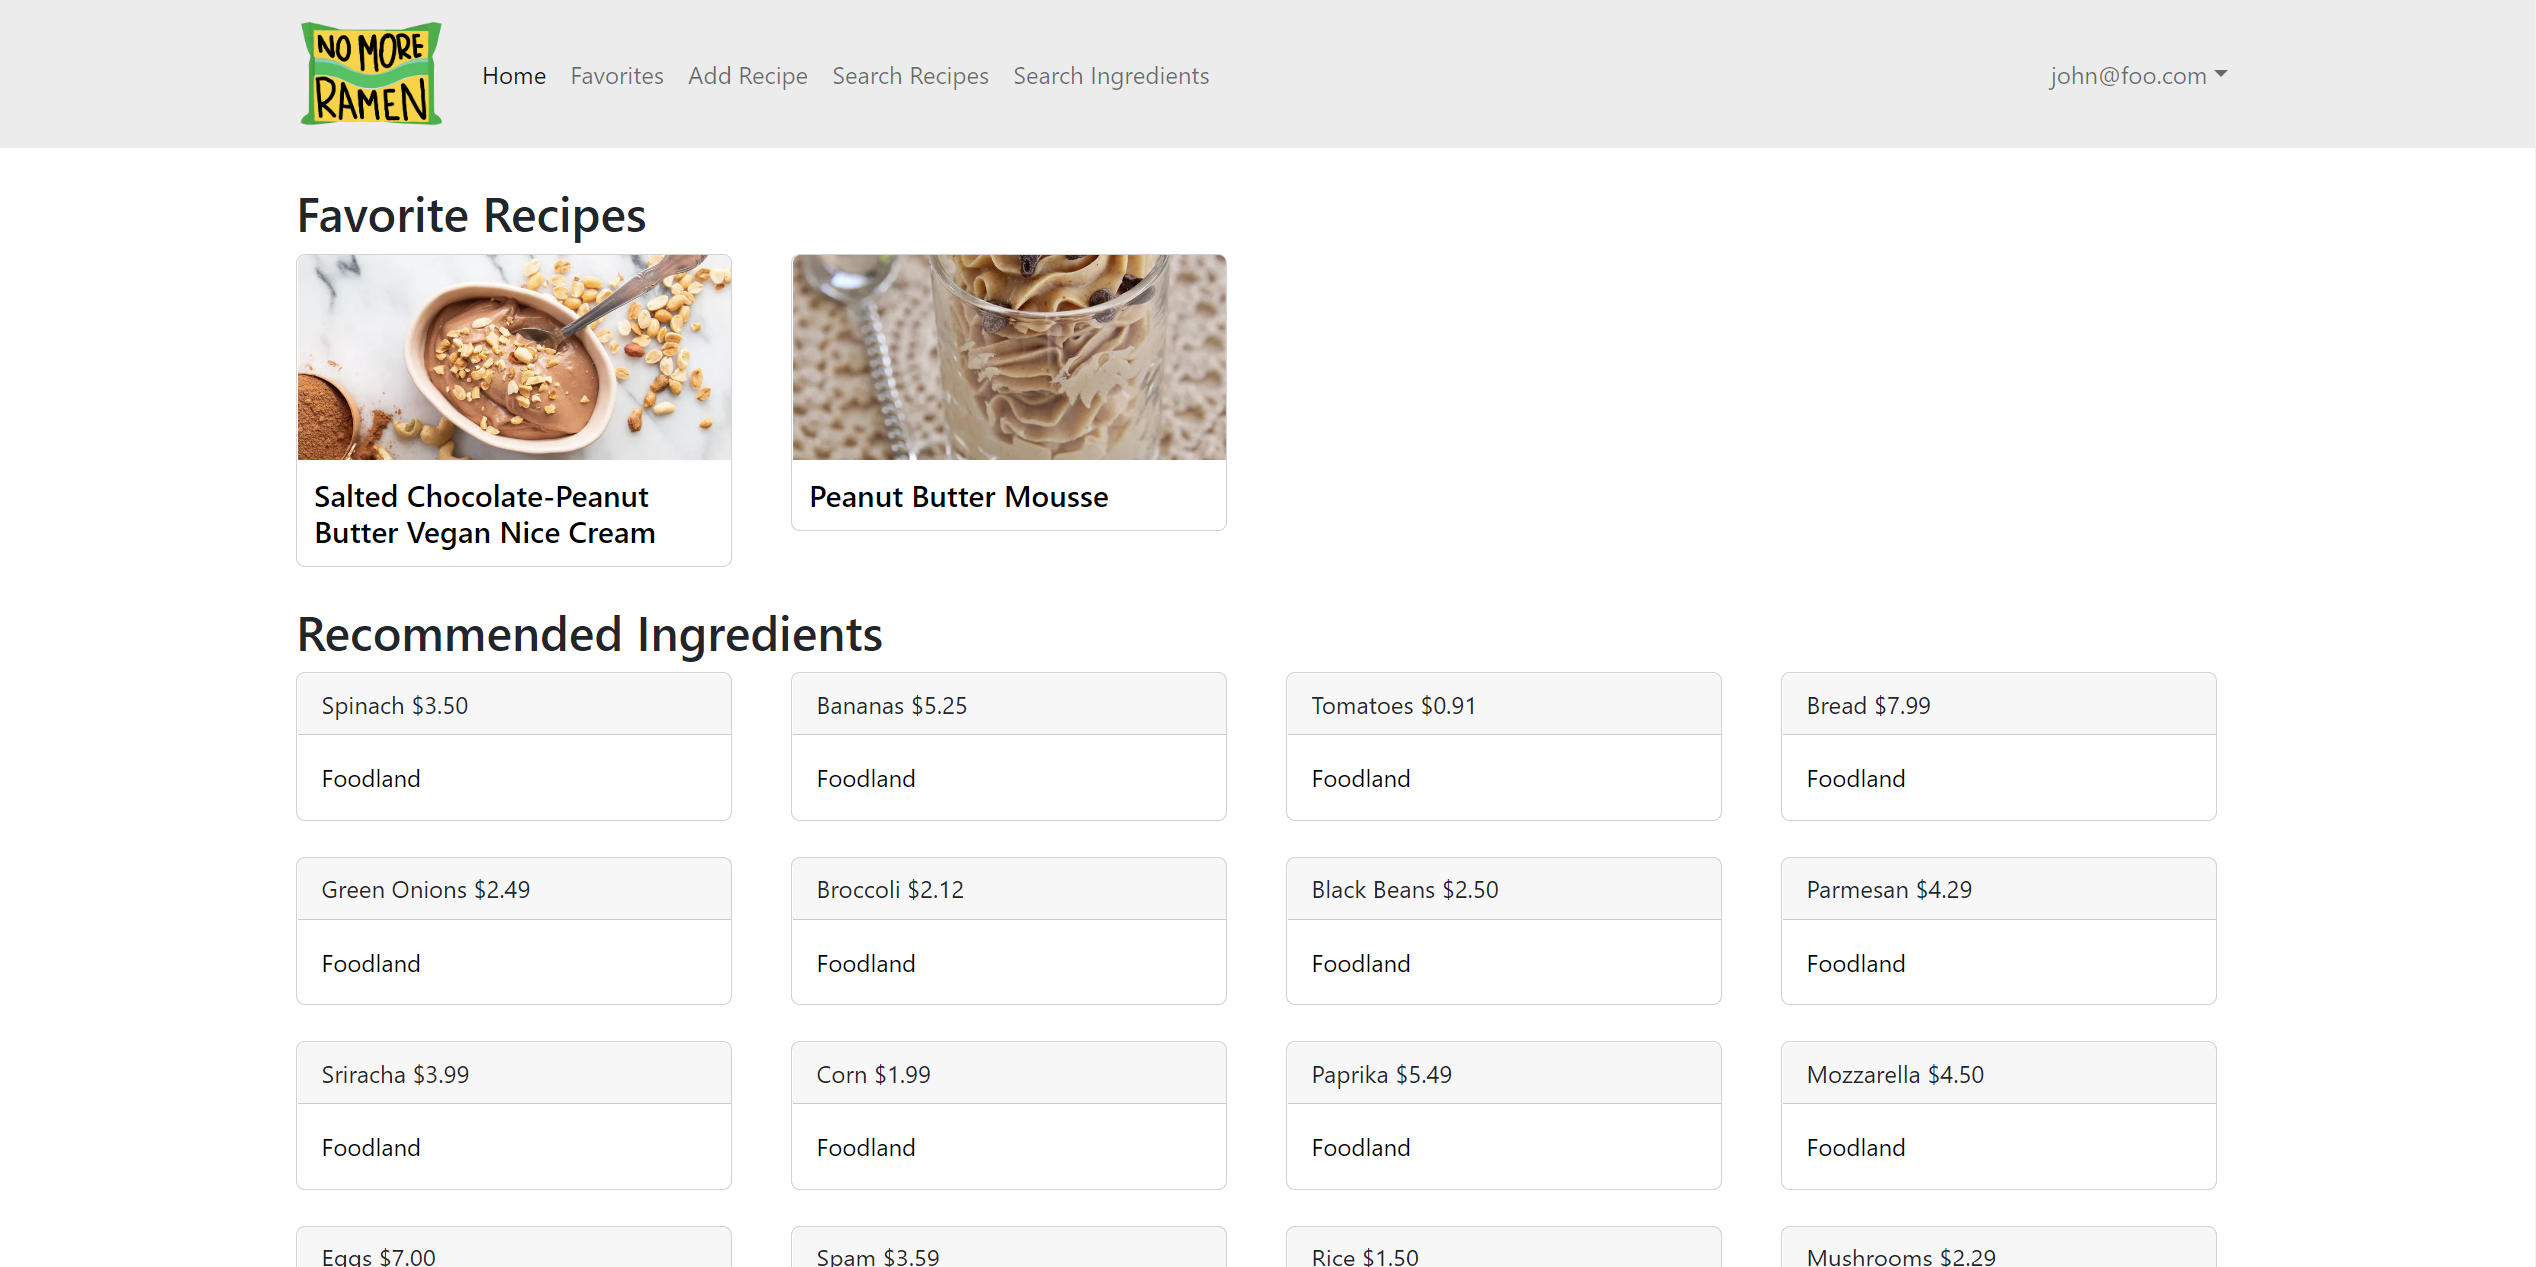 NO MORE
RAMEN
Home Favorites Add Recipe Search Recipes Search Ingredients john@foo.com
Favorite Recipes
Salted Chocolate-Peanut
Butter Vegan Nice Cream
Peanut Butter Mousse
Recommended Ingredients
Spinach $3.50
Foodland
Bananas $5.25
Foodland
Tomatoes $0.91
Foodland
Bread $7.99
Foodland
Green Onions $2.49
Foodland
Broccoli $2.12
Foodland
Black Beans $2.50
Foodland
Parmesan $4.29
Foodland
Sriracha $3.99
Foodland
Corn $1.99
Foodland
Paprika $5.49
Foodland
Mozzarella $4.50
Foodland
Eggs $7.00
Spam $3.59
Rice $1.50
Mushrooms $2.29